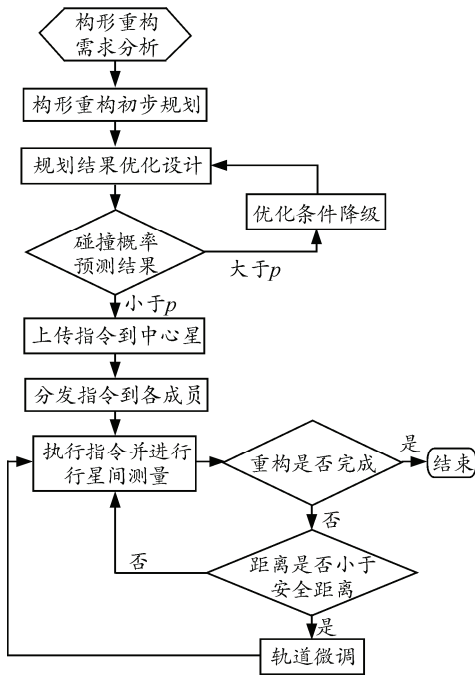 构形重构
需求分析
构形重构初步规划
规划结果优化设计
优化条件降级
碰撞概率
预测结果
大于p
小于p
上传指令到中心星
分发指令到各成员
执行指令并进行
行星间测量
重构是否完成
是
结束
否
距离是否小于
安全距离
否
是
轨道微调